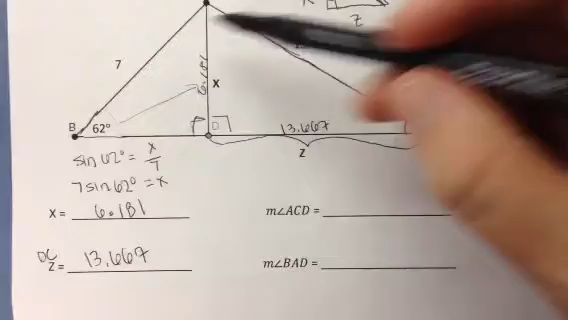 Z
7
6.181
X
B
62°
D
13.667
Z
sin 62° = x/7
7 sin 62° = x
X = 6.181
m∠ACD =
DC
Z = 13.667
m∠BAD =